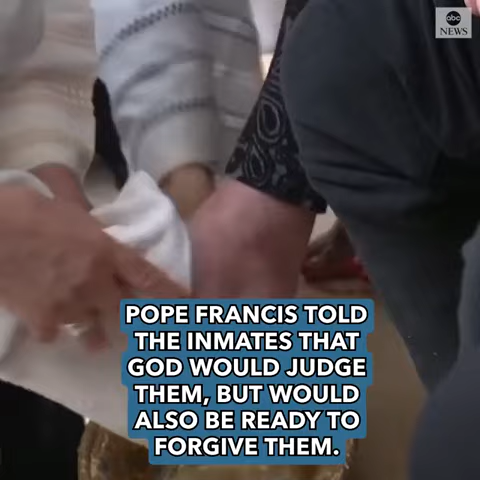 abc
NEWS
POPE FRANCIS TOLD
THE INMATES THAT
GOD WOULD JUDGE
THEM, BUT WOULD
ALSO BE READY TO
FORGIVE THEM.